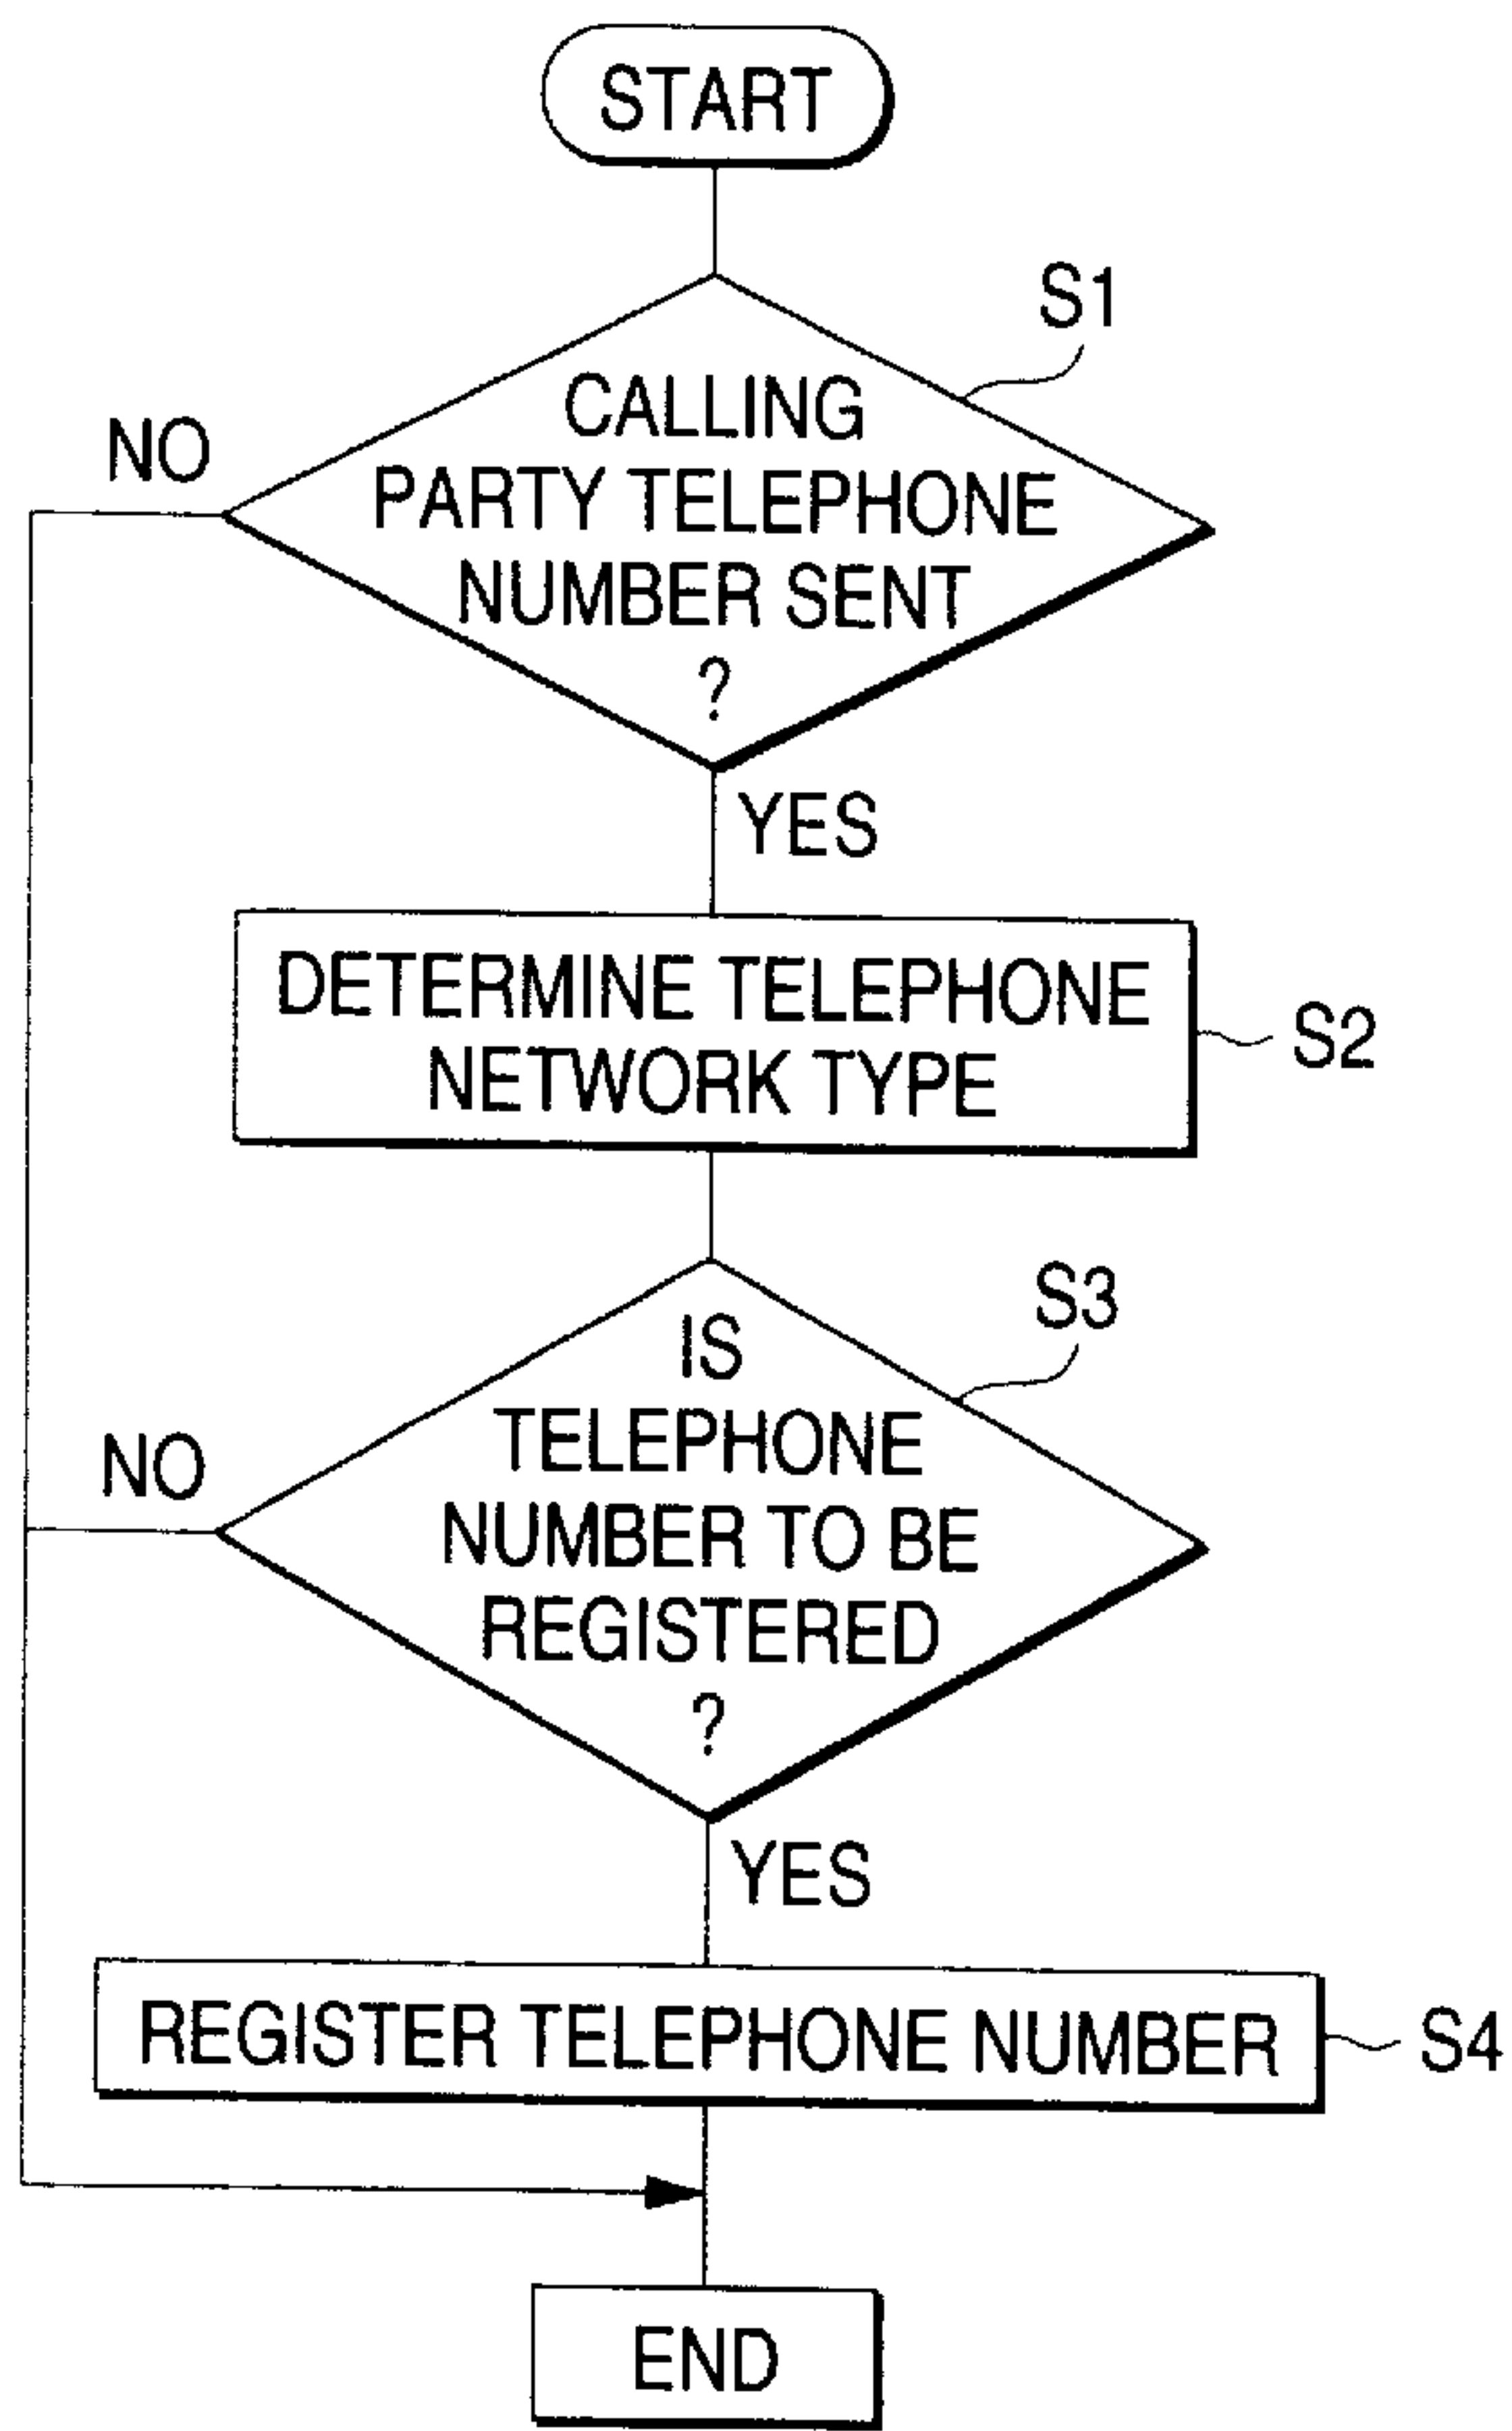 START
S1
CALLING
NO
PARTY TELEPHONE
NUMBER SENT
?
YES
DETERMINE TELEPHONE
NETWORK TYPE
S2
S3
IS
TELEPHONE
NO
NUMBER TO BE
REGISTERED
?
YES
REGISTER TELEPHONE NUMBER
S4
END